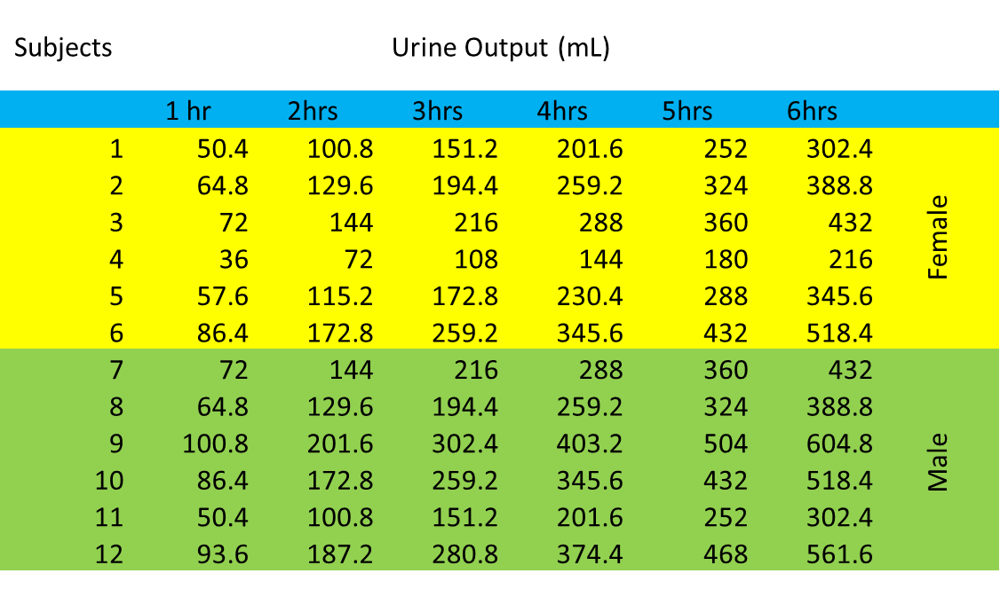 Subjects Urine Output (mL)
1 hr 2hrs 3hrs 4hrs 5hrs 6hrs
1 50.4 100.8 151.2 201.6 252 302.4
2 64.8 129.6 194.4 259.2 324 388.8
3 72 144 216 288 360 432
4 36 72 108 144 180 216
5 57.6 115.2 172.8 230.4 288 345.6
6 86.4 172.8 259.2 345.6 432 518.4
Female
7 72 144 216 288 360 432
8 64.8 129.6 194.4 259.2 324 388.8
9 100.8 201.6 302.4 403.2 504 604.8
10 86.4 172.8 259.2 345.6 432 518.4
11 50.4 100.8 151.2 201.6 252 302.4
12 93.6 187.2 280.8 374.4 468 561.6
Male